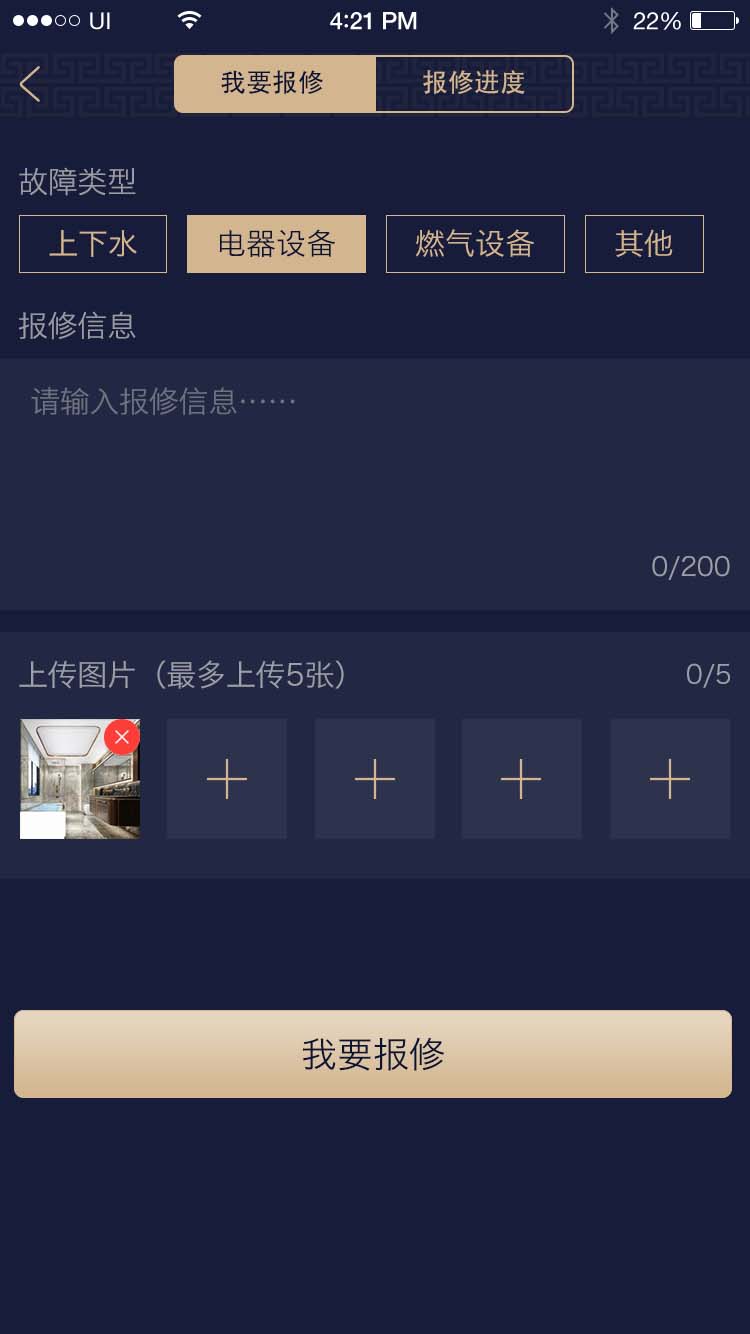 UI 4:21 PM 22%
我要报修 报修进度
故障类型
上下水 电器设备 燃气设备 其他
报修信息
请输入报修信息……
0/200
上传图片（最多上传5张） 0/5
我要报修